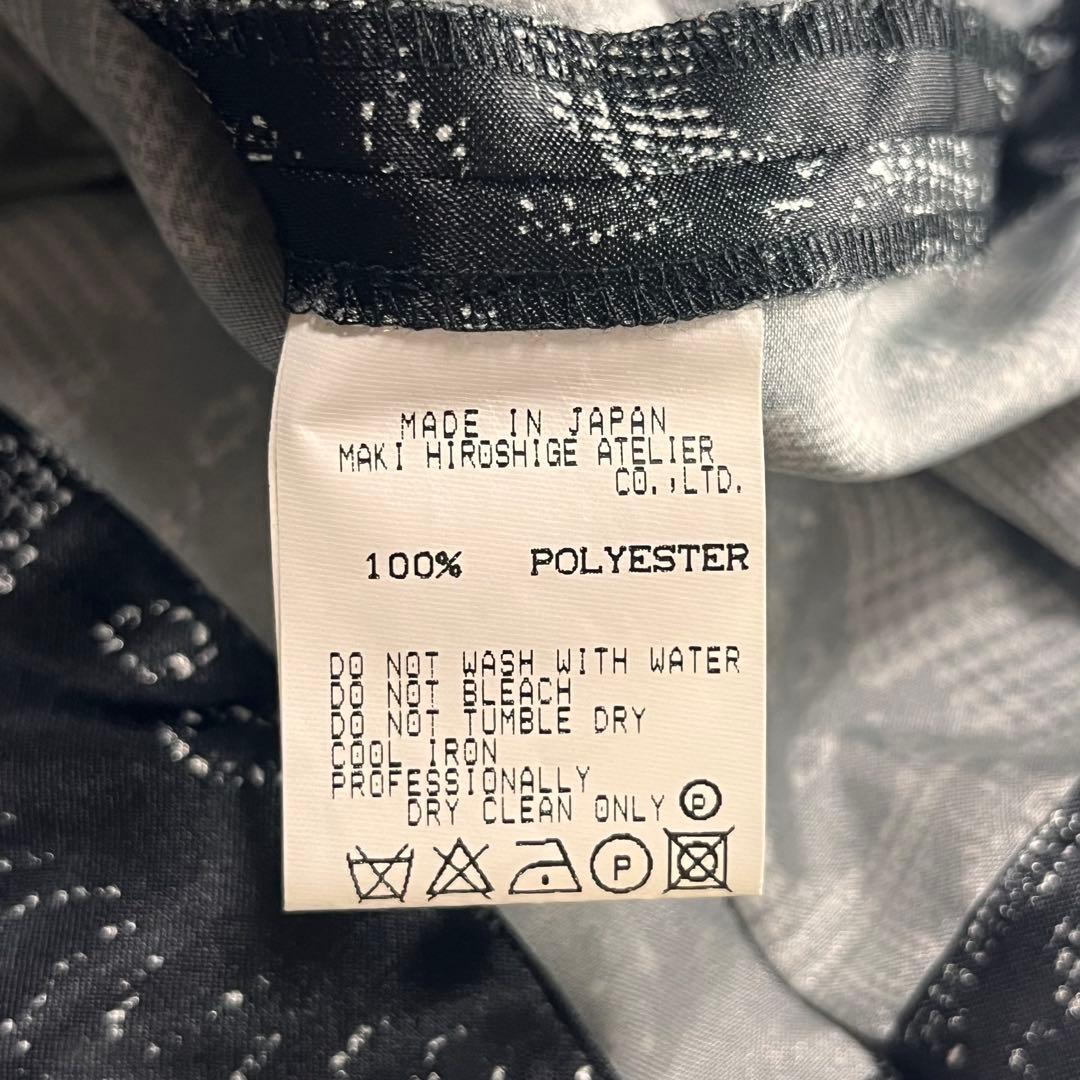 MADE IN JAPAN
MAKI HIROSHIGE ATELIER
CO.,LTD.
100% POLYESTER
DO NOT WASH WITH WATER
DO NOT BLEACH
DO NOT TUMBLE DRY
COOL IRON
PROFESSIONALLY
DRY CLEAN ONLY Ⓟ
P